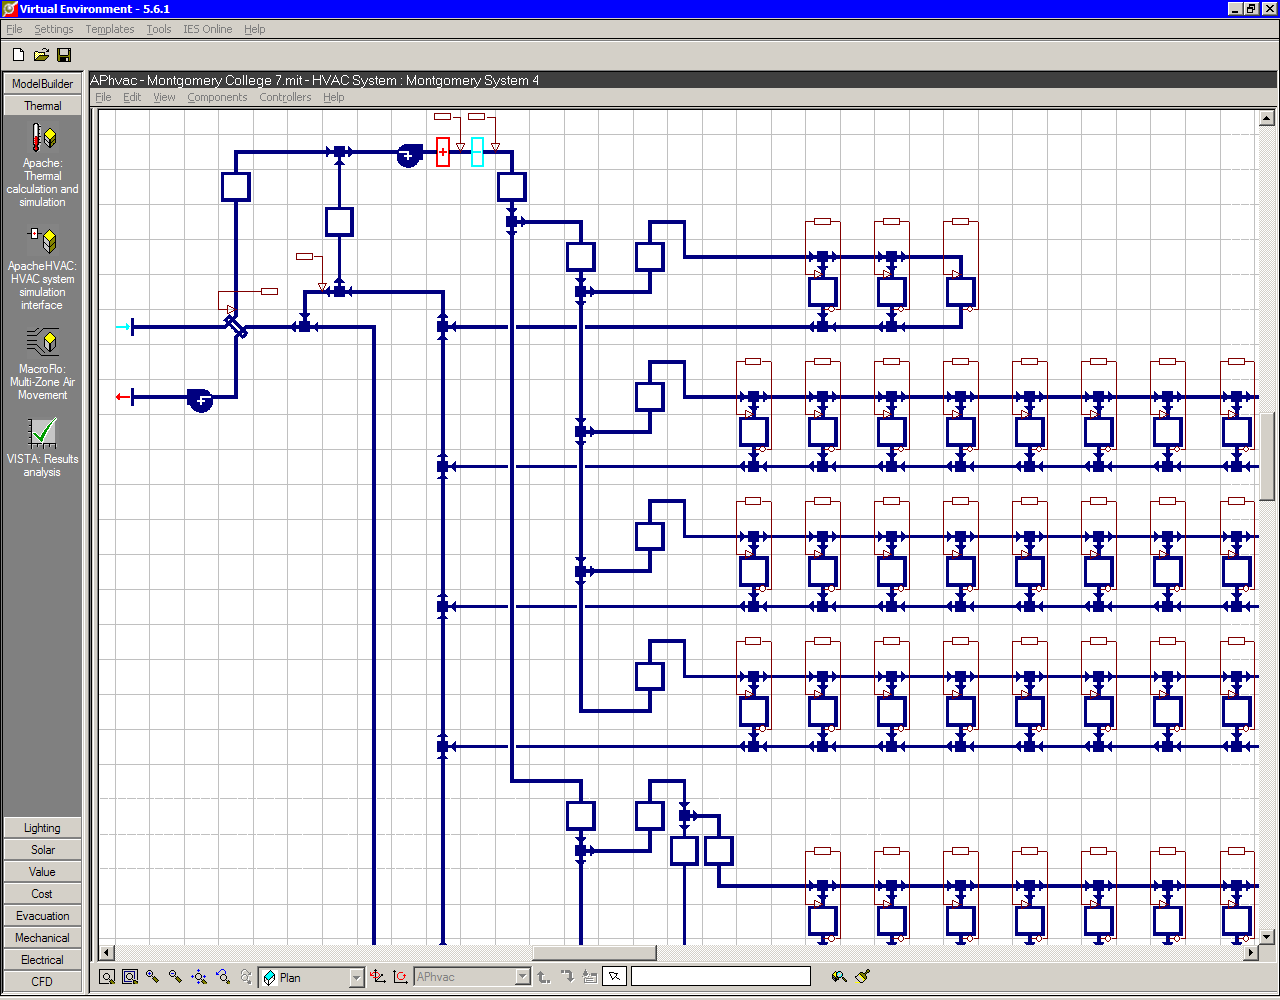 Virtual Environment - 5.6.1
File Settings Templates Tools IES Online Help
ModelBuilder
Thermal
Apache:
Thermal
calculation and
simulation
ApacheHVAC:
HVAC system
simulation
interface
MacroFlo:
Multi-Zone Air
Movement
VISTA: Results
analysis
Lighting
Solar
Value
Cost
Evacuation
Mechanical
Electrical
CFD
APhvac - Montgomery College 7.mit - HVAC System : Montgomery System 4
File Edit View Components Controllers Help
Plan
APhvac